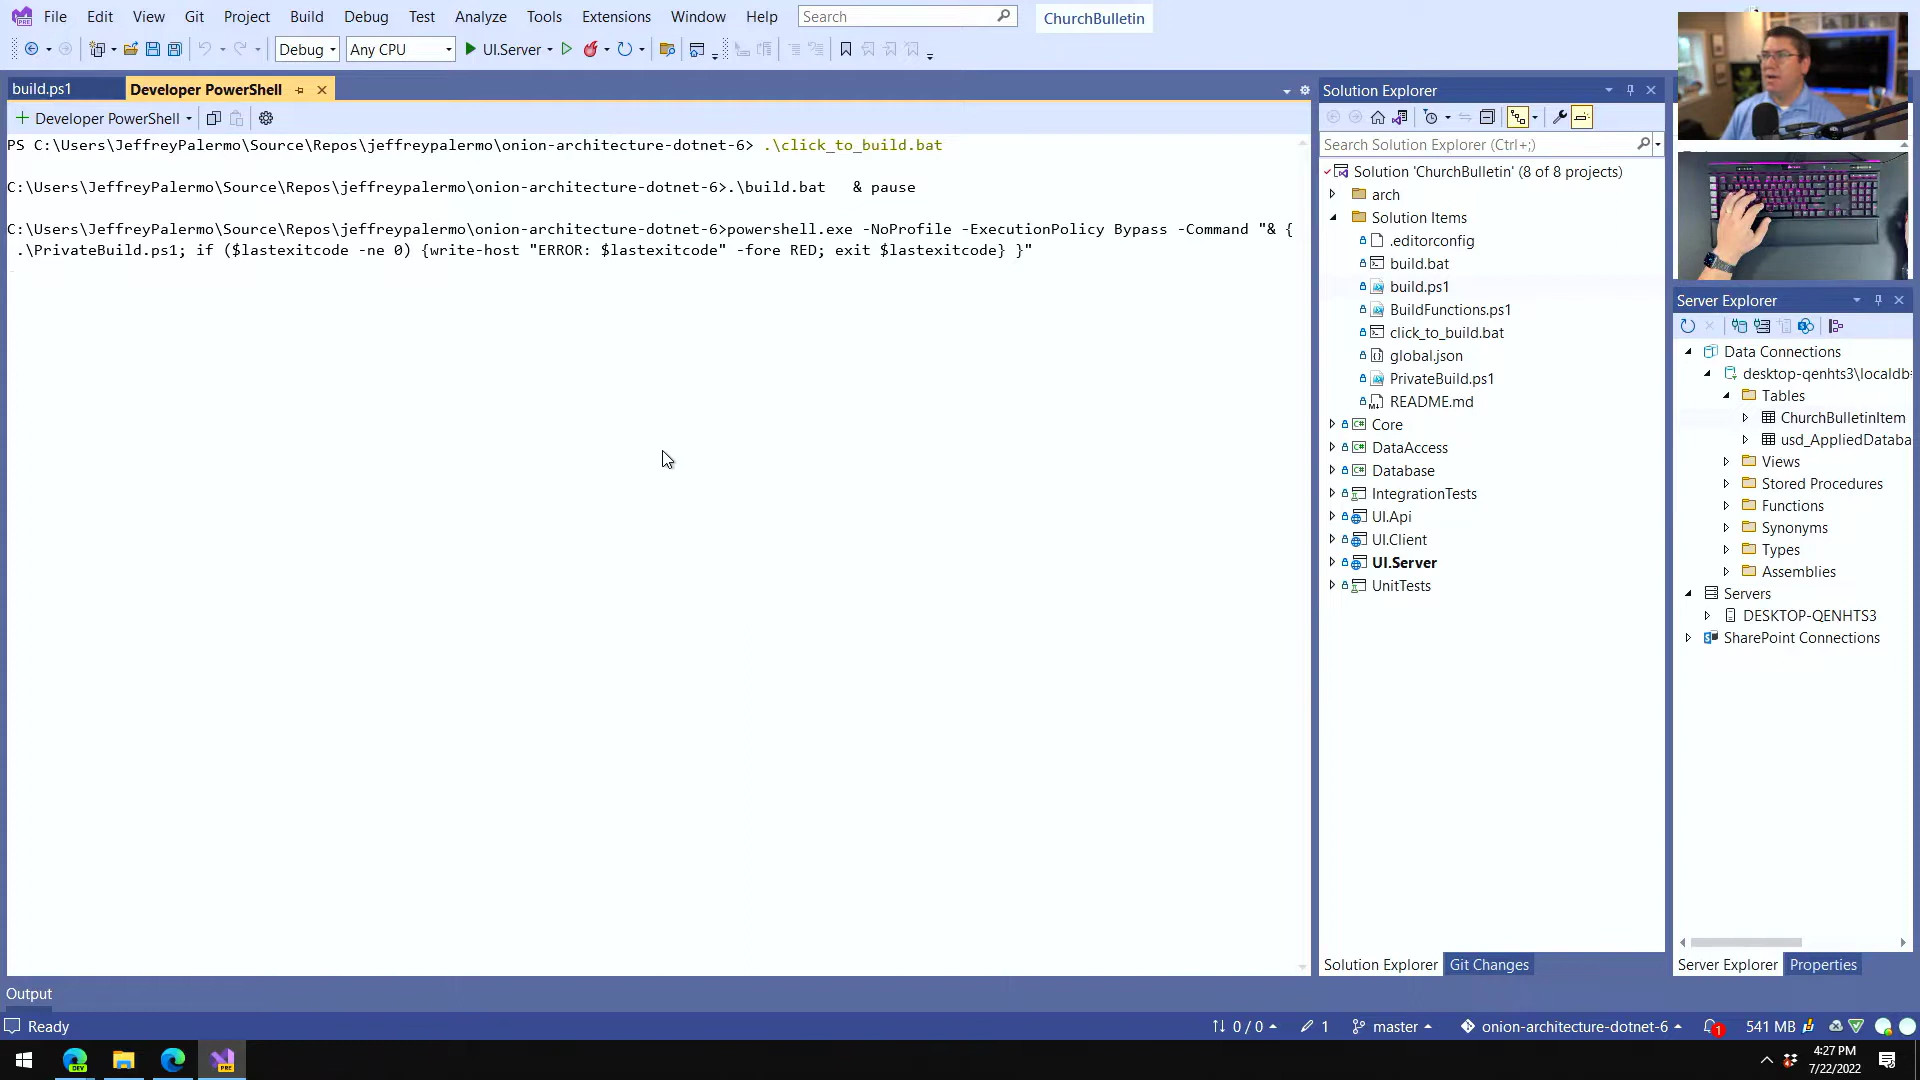 File Edit View Git Project Build Debug Test Analyze Tools Extensions Window Help Search ChurchBulletin
Debug Any CPU UI.Server
build.ps1 Developer PowerShell
Developer PowerShell
PS C:\Users\JeffreyPalermo\Source\Repos\jeffreypalermo\onion-architecture-dotnet-6> .\click_to_build.bat
C:\Users\JeffreyPalermo\Source\Repos\jeffreypalermo\onion-architecture-dotnet-6>.\build.bat   & pause
C:\Users\JeffreyPalermo\Source\Repos\jeffreypalermo\onion-architecture-dotnet-6>powershell.exe -NoProfile -ExecutionPolicy Bypass -Command "& {
.\PrivateBuild.ps1; if ($lastexitcode -ne 0) {write-host "ERROR: $lastexitcode" -fore RED; exit $lastexitcode} }"
Solution Explorer
Search Solution Explorer (Ctrl+;)
Solution 'ChurchBulletin' (8 of 8 projects)
arch
Solution Items
.editorconfig
build.bat
build.ps1
BuildFunctions.ps1
click_to_build.bat
global.json
PrivateBuild.ps1
README.md
Core
DataAccess
Database
IntegrationTests
UI.Api
UI.Client
UI.Server
UnitTests
Solution Explorer Git Changes
Server Explorer
Data Connections
desktop-qenhts3\localdb
Tables
ChurchBulletinItem
usd_AppliedDataba
Views
Stored Procedures
Functions
Synonyms
Types
Assemblies
Servers
DESKTOP-QENHTS3
SharePoint Connections
Server Explorer Properties
Output
Ready 0 / 0 1 master onion-architecture-dotnet-6 1 541 MB
DEV PRE 4:27 PM
7/22/2022